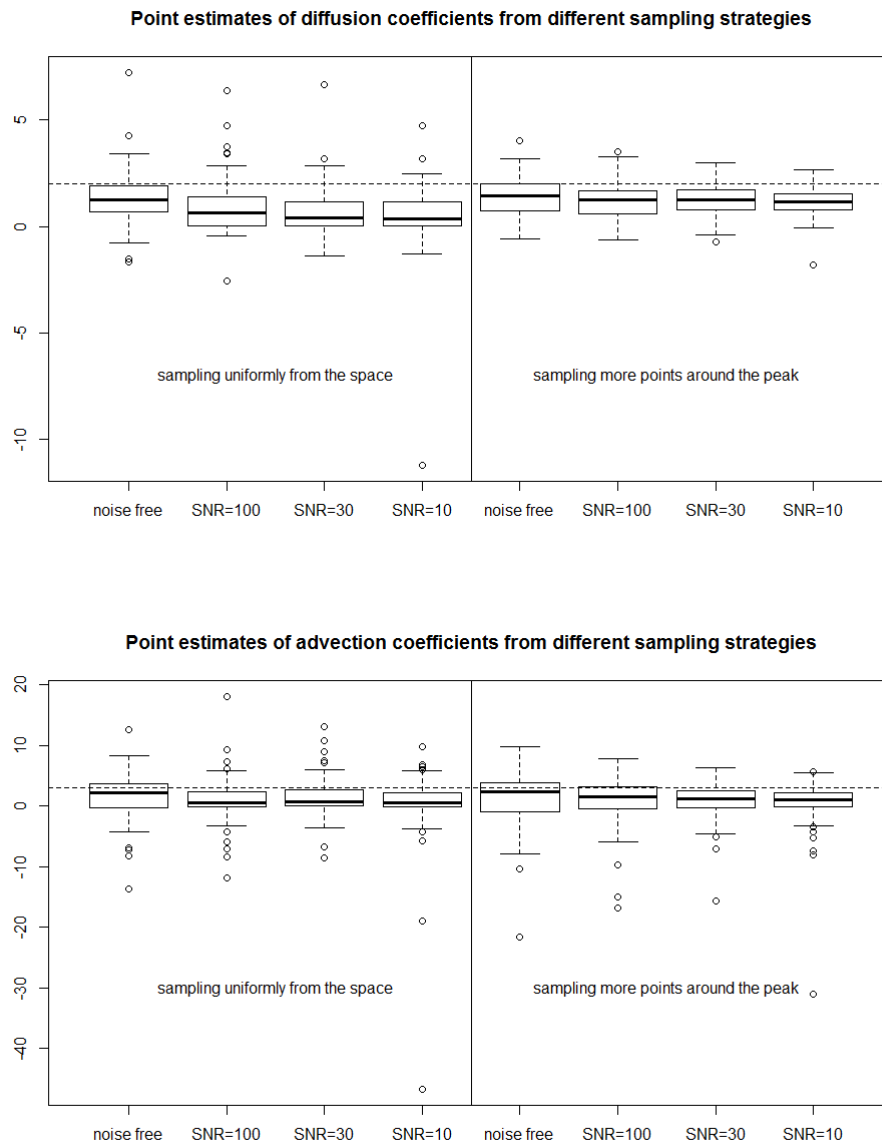 Point estimates of diffusion coefficients from different sampling strategies
5
0
-5
-10
sampling uniformly from the space
sampling more points around the peak
noise free SNR=100 SNR=30 SNR=10 noise free SNR=100 SNR=30 SNR=10
Point estimates of advection coefficients from different sampling strategies
20
10
0
-10
-20
-30
-40
sampling uniformly from the space
sampling more points around the peak
noise free SNR=100 SNR=30 SNR=10 noise free SNR=100 SNR=30 SNR=10